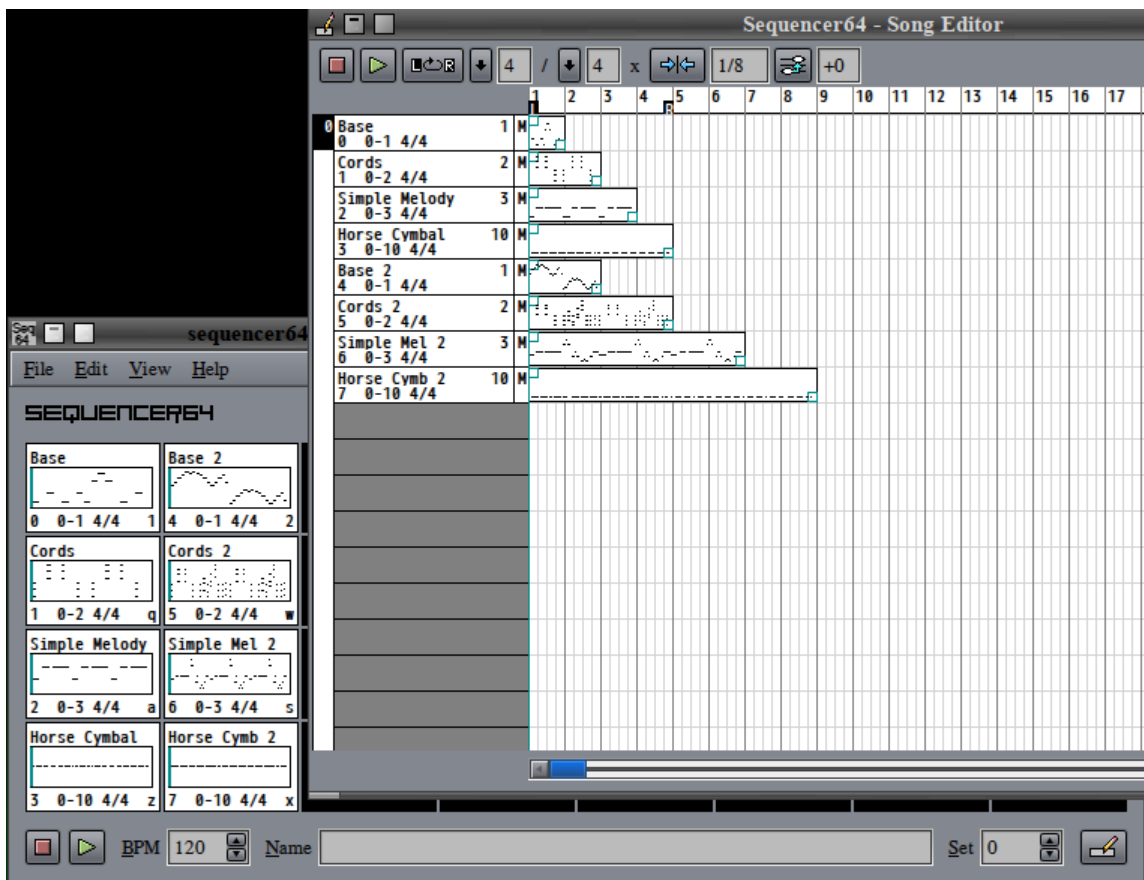 Sequencer64 - Song Editor
L R 4 / 4 x 1/8 +0
1 2 3 4 5 6 7 8 9 10 11 12 13 14 15 16 17
L R
0 Base 1 M
0 0-1 4/4
Cords 2 M
1 0-2 4/4
Simple Melody 3 M
2 0-3 4/4
Horse Cymbal 10 M
3 0-10 4/4
Base 2 1 M
4 0-1 4/4
Cords 2 2 M
5 0-2 4/4
Simple Mel 2 3 M
6 0-3 4/4
Horse Cymb 2 10 M
7 0-10 4/4
Seq 64 sequencer64
File Edit View Help
SEQUENCER64
Base Base 2
0 0-1 4/4 1 4 0-1 4/4 2
Cords Cords 2
1 0-2 4/4 q 5 0-2 4/4 w
Simple Melody Simple Mel 2
2 0-3 4/4 a 6 0-3 4/4 s
Horse Cymbal Horse Cymb 2
3 0-10 4/4 z 7 0-10 4/4 x
BPM 120 Name Set 0